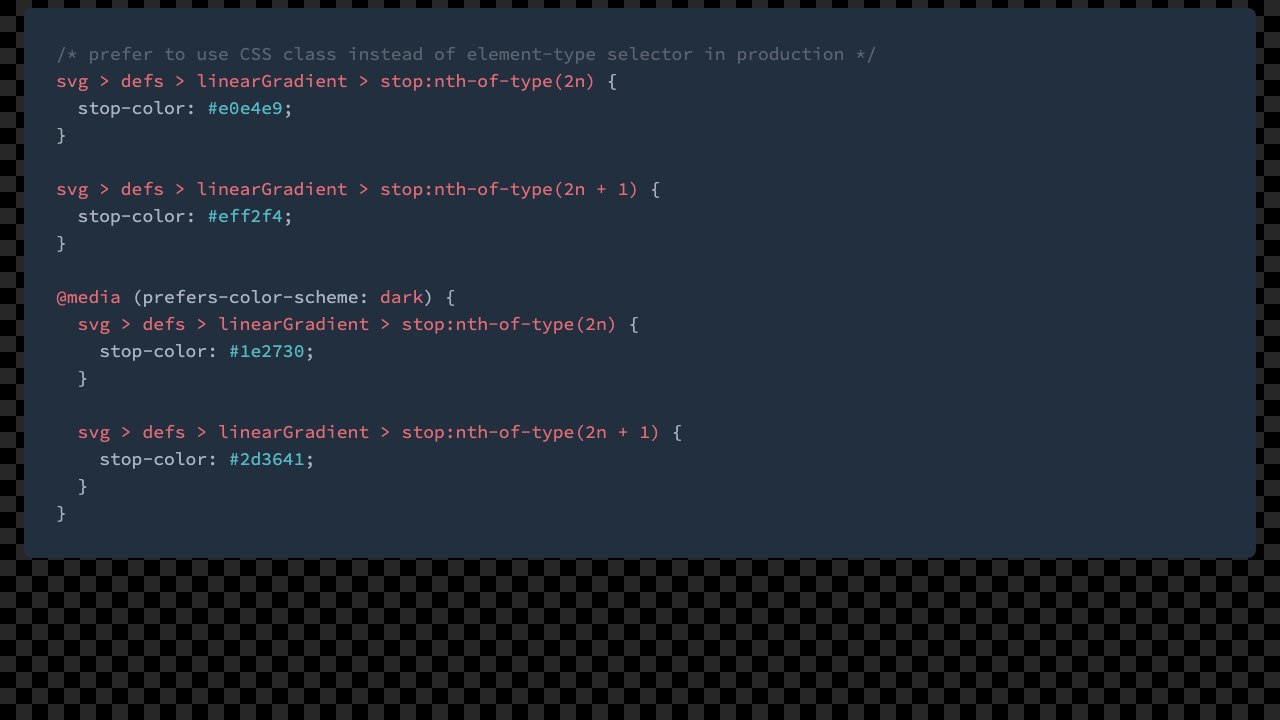 /* prefer to use CSS class instead of element-type selector in production */
svg > defs > linearGradient > stop:nth-of-type(2n) {
  stop-color: #e0e4e9;
}

svg > defs > linearGradient > stop:nth-of-type(2n + 1) {
  stop-color: #eff2f4;
}

@media (prefers-color-scheme: dark) {
  svg > defs > linearGradient > stop:nth-of-type(2n) {
    stop-color: #1e2730;
  }

  svg > defs > linearGradient > stop:nth-of-type(2n + 1) {
    stop-color: #2d3641;
  }
}